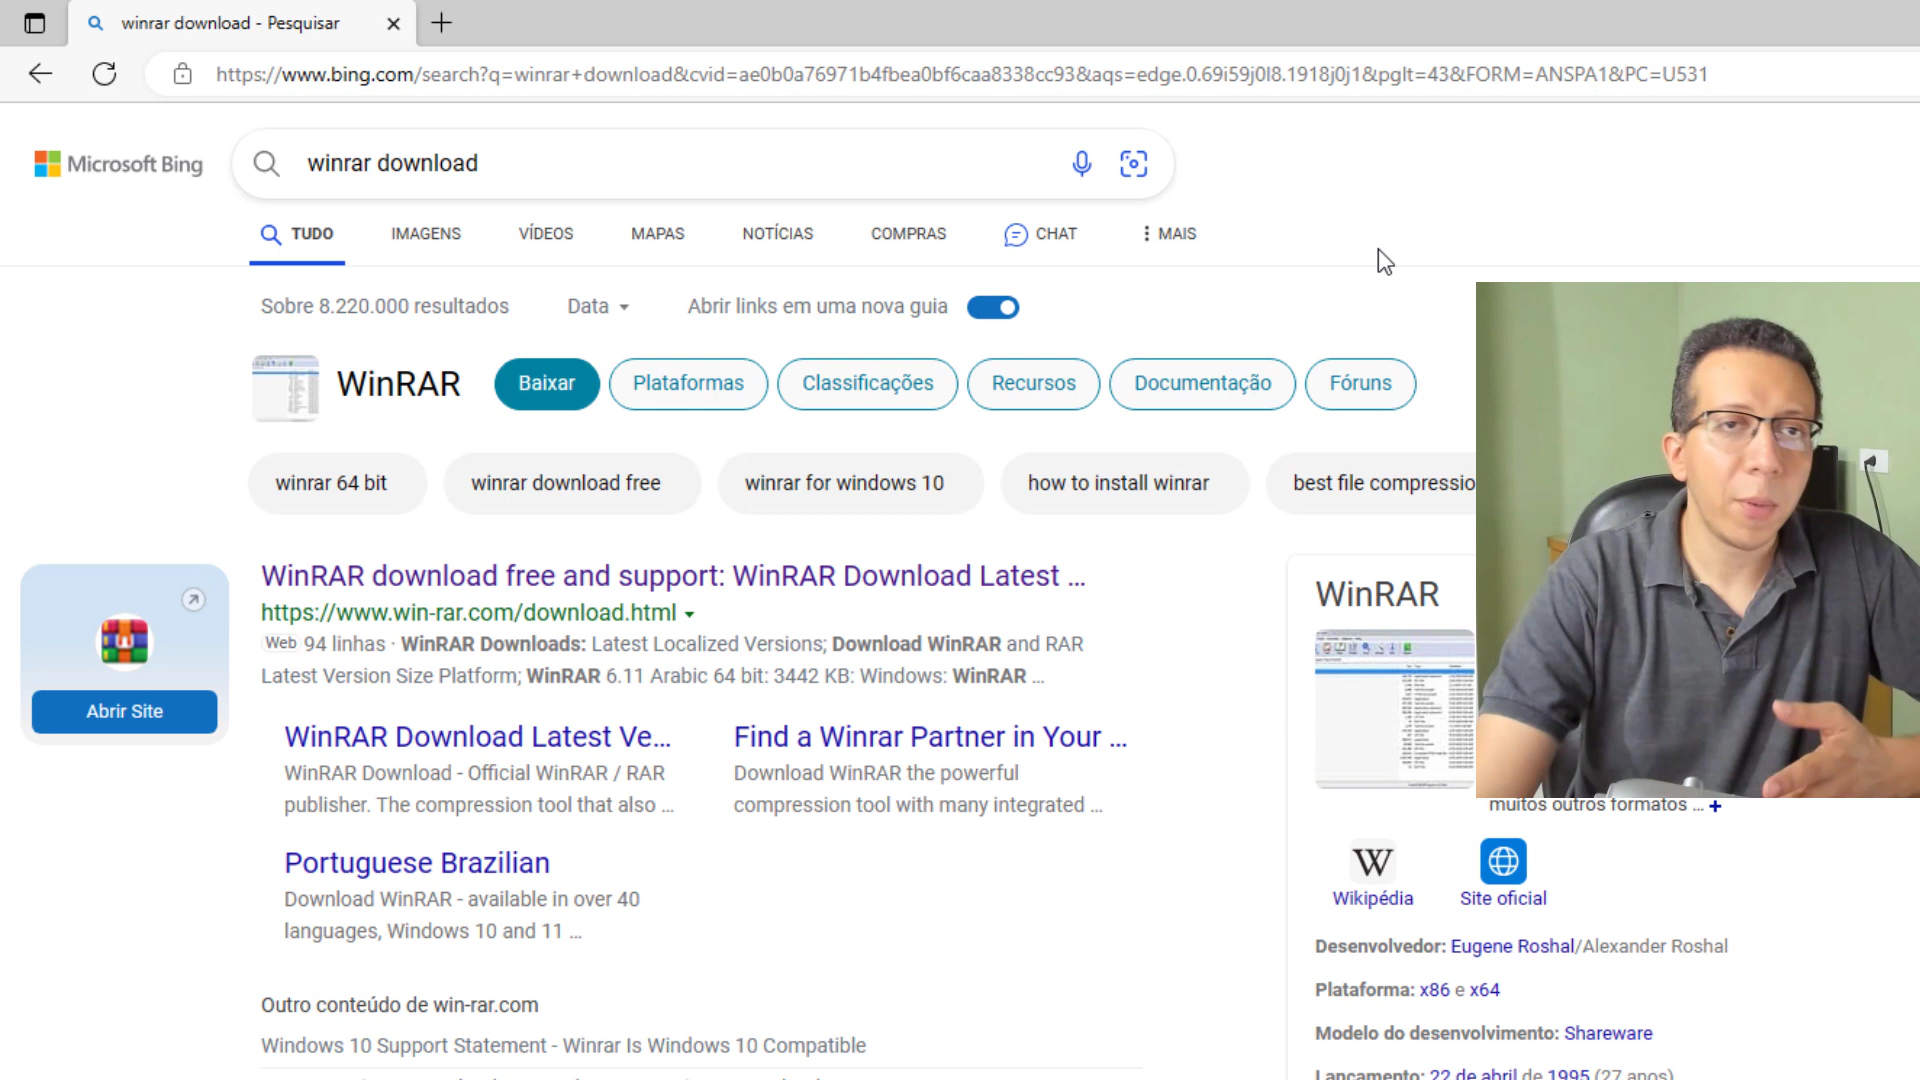 winrar download - Pesquisar
https://www.bing.com/search?q=winrar+download&cvid=ae0b0a76971b4fbea0bf6caa8338cc93&aqs=edge.0.69i59j0l8.1918j0j1&pglt=43&FORM=ANSPA1&PC=U531
Microsoft Bing
winrar download
TUDO IMAGENS VÍDEOS MAPAS NOTÍCIAS COMPRAS CHAT MAIS
Sobre 8.220.000 resultados Data Abrir links em uma nova guia
WinRAR Baixar Plataformas Classificações Recursos Documentação Fóruns
winrar 64 bit winrar download free winrar for windows 10 how to install winrar best file compressio
WinRAR download free and support: WinRAR Download Latest ...
https://www.win-rar.com/download.html
Web 94 linhas · WinRAR Downloads: Latest Localized Versions; Download WinRAR and RAR
Latest Version Size Platform; WinRAR 6.11 Arabic 64 bit: 3442 KB: Windows: WinRAR ...
Abrir Site
WinRAR Download Latest Ve...
WinRAR Download - Official WinRAR / RAR
publisher. The compression tool that also ...
Find a Winrar Partner in Your ...
Download WinRAR the powerful
compression tool with many integrated ...
Portuguese Brazilian
Download WinRAR - available in over 40
languages, Windows 10 and 11 ...
Outro conteúdo de win-rar.com
Windows 10 Support Statement - Winrar Is Windows 10 Compatible
WinRAR
muitos outros formatos ... +
W
Wikipédia Site oficial
Desenvolvedor: Eugene Roshal/Alexander Roshal
Plataforma: x86 e x64
Modelo do desenvolvimento: Shareware
Lançamento: 22 de abril de 1995 (27 anos)